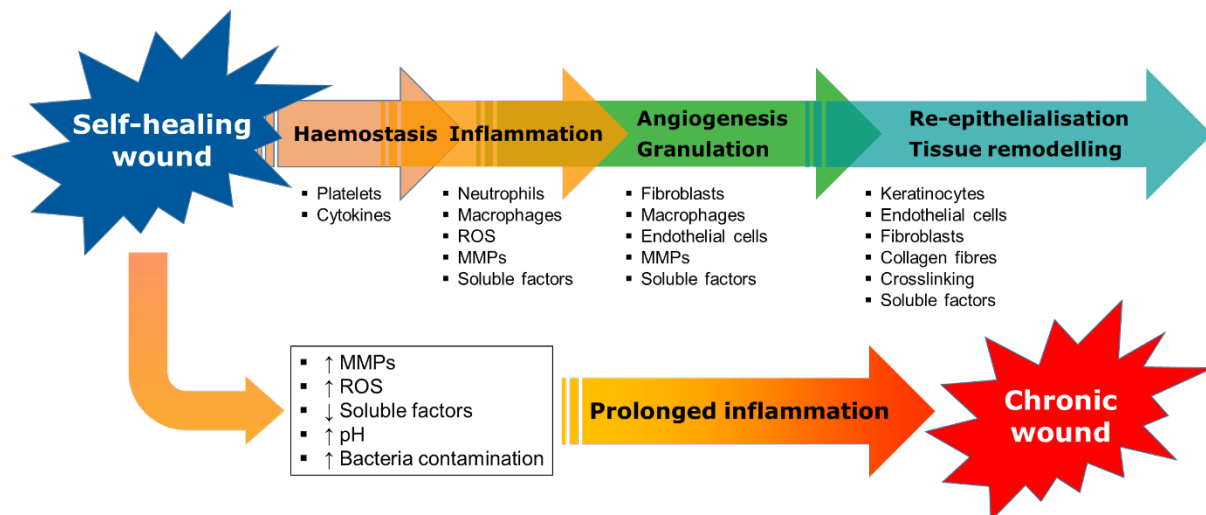 Self-healing
wound
Haemostasis
Inflammation
Angiogenesis
Granulation
Re-epithelialisation
Tissue remodelling
▪ Platelets
▪ Cytokines
▪ Neutrophils
▪ Macrophages
▪ ROS
▪ MMPs
▪ Soluble factors
▪ Fibroblasts
▪ Macrophages
▪ Endothelial cells
▪ MMPs
▪ Soluble factors
▪ Keratinocytes
▪ Endothelial cells
▪ Fibroblasts
▪ Collagen fibres
▪ Crosslinking
▪ Soluble factors
▪ ↑ MMPs
▪ ↑ ROS
▪ ↓ Soluble factors
▪ ↑ pH
▪ ↑ Bacteria contamination
Prolonged inflammation
Chronic
wound